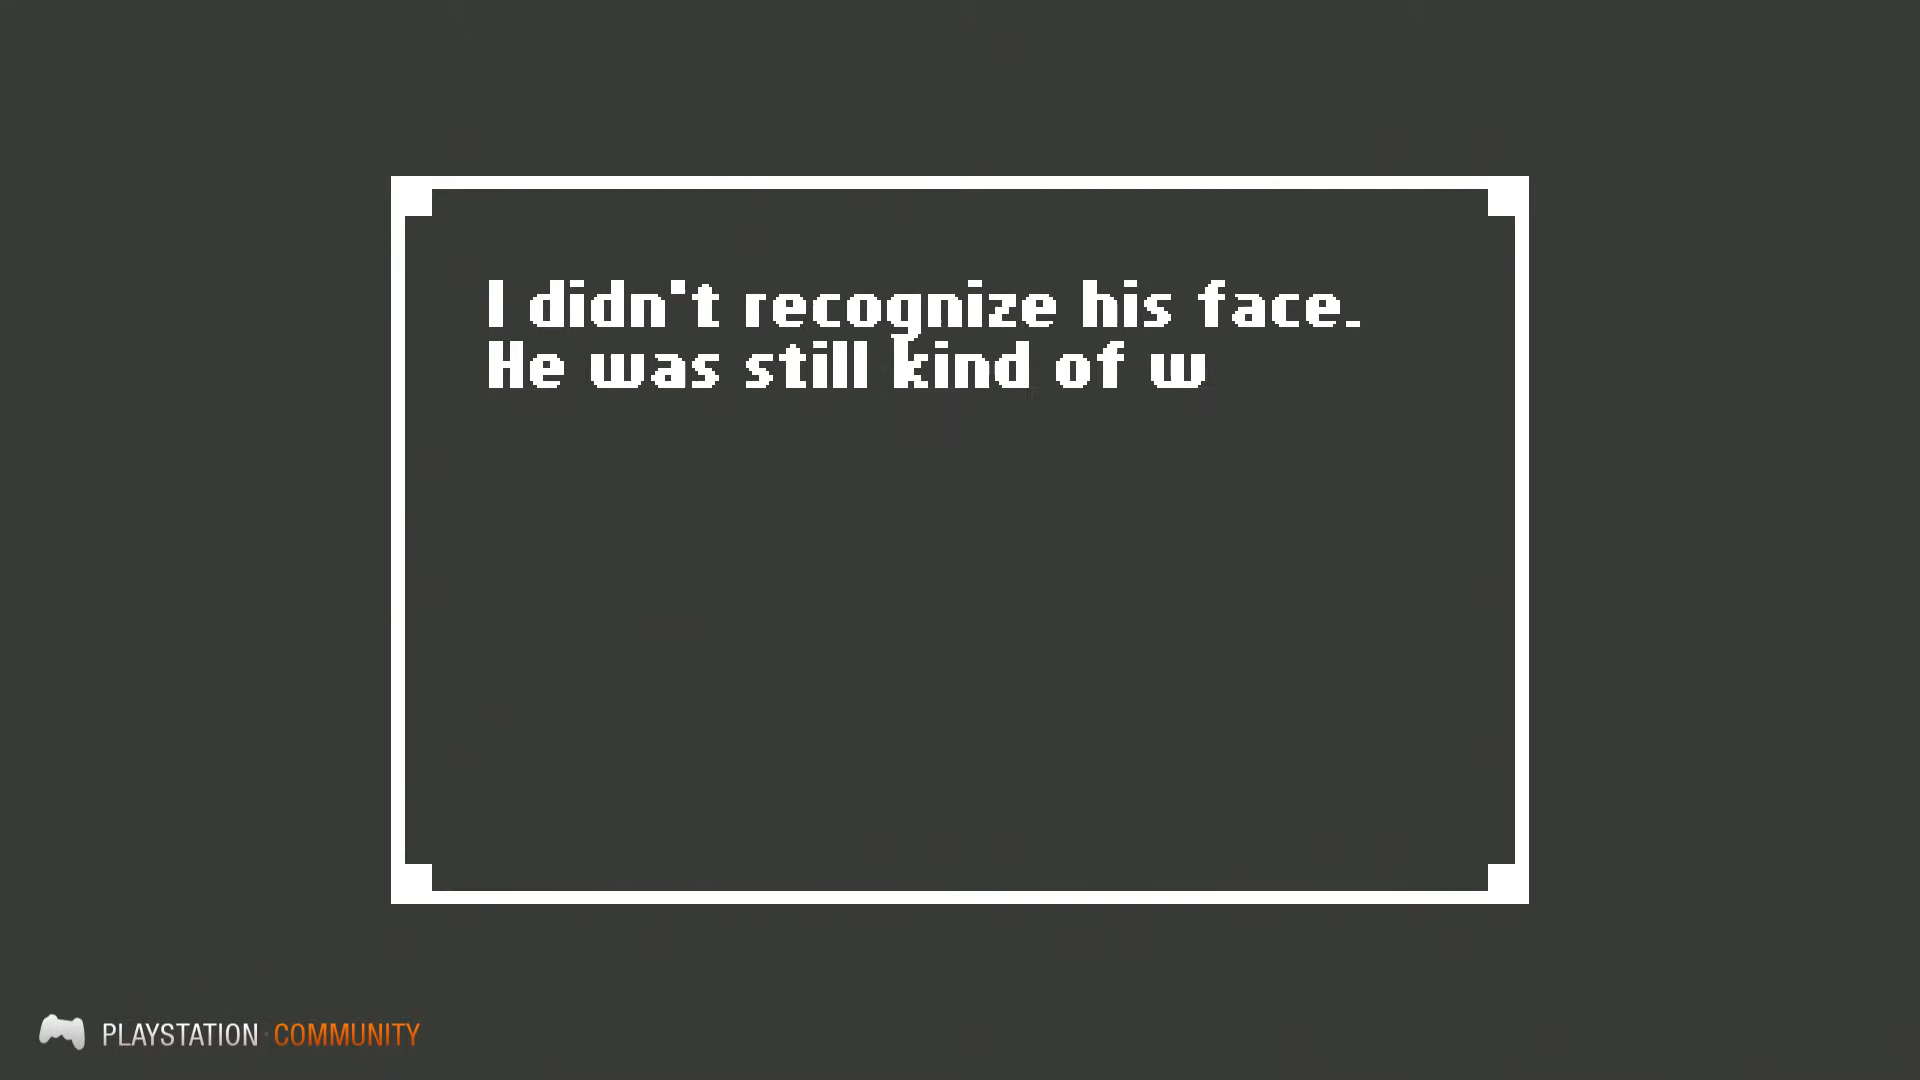 I didn't recognize his face.
He was still kind of w
PLAYSTATION COMMUNITY